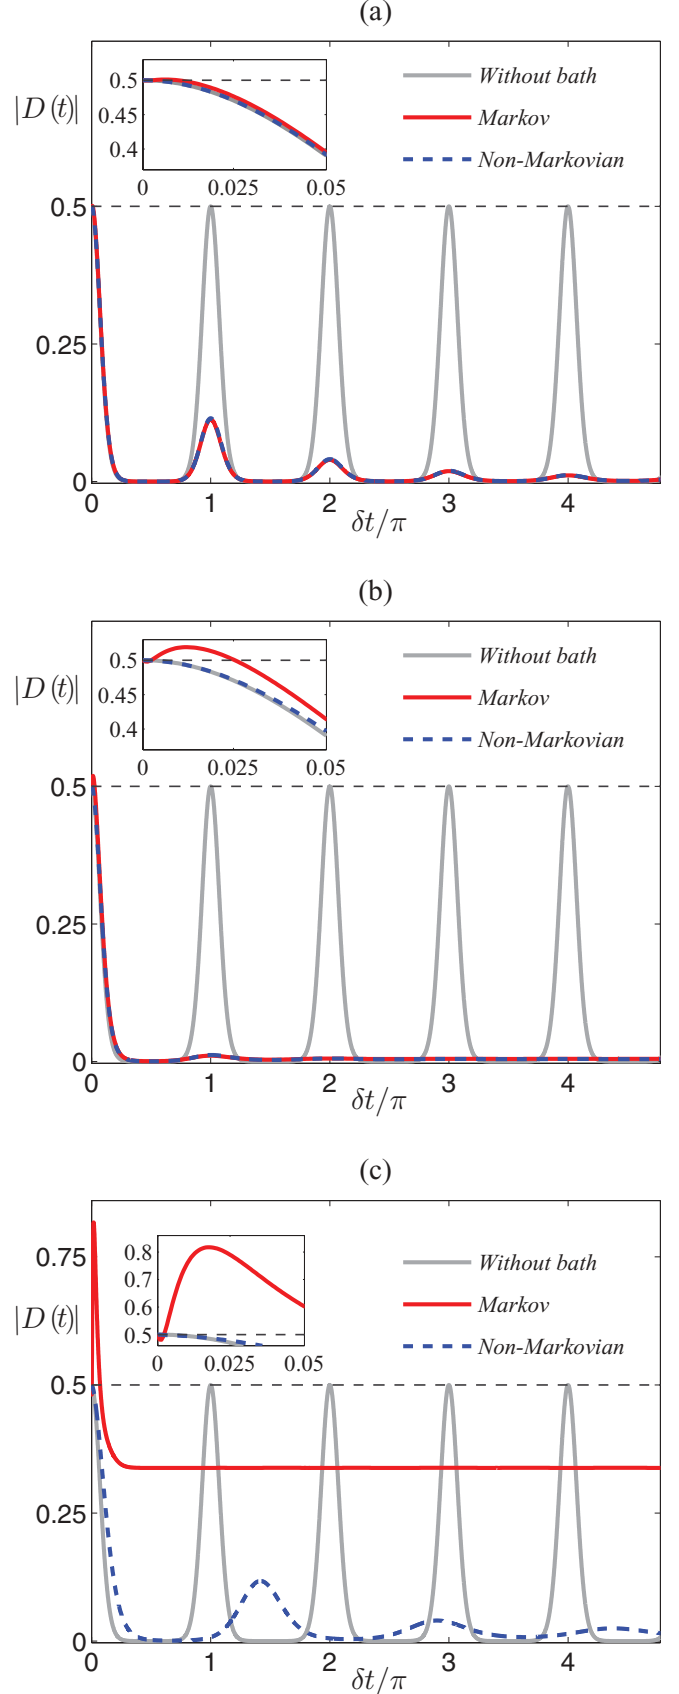 (a)
|D(t)|
Without bath
Markov
Non-Markovian
0.5
0.45
0.4
0 0.025 0.05
0.5
0.25
0
0 1 2 3 4
δt/π
(b)
|D(t)|
Without bath
Markov
Non-Markovian
0.5
0.45
0.4
0 0.025 0.05
0.5
0.25
0
0 1 2 3 4
δt/π
(c)
|D(t)|
Without bath
Markov
Non-Markovian
0.8
0.7
0.6
0.5
0 0.025 0.05
0.75
0.5
0.25
0
0 1 2 3 4
δt/π